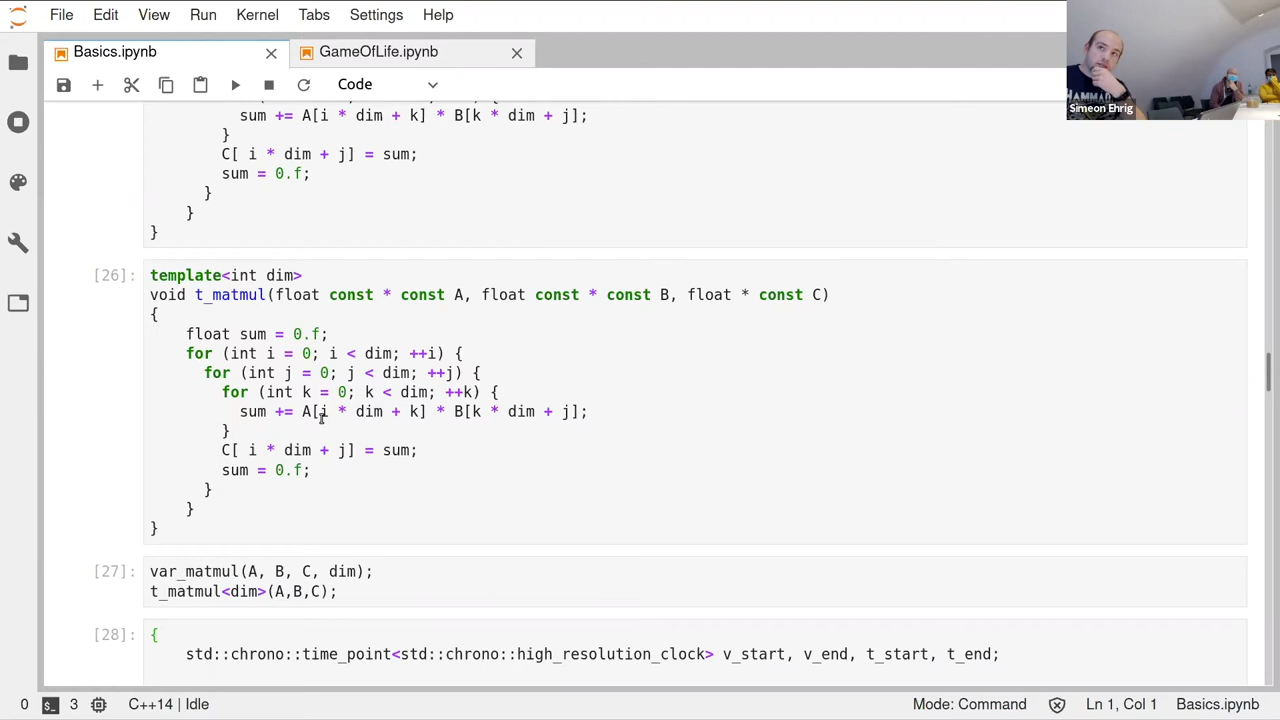 File Edit View Run Kernel Tabs Settings Help
Basics.ipynb GameOfLife.ipynb
Code
sum += A[i * dim + k] * B[k * dim + j];
}
C[ i * dim + j] = sum;
sum = 0.f;
}
}
}
[26]: template<int dim>
void t_matmul(float const * const A, float const * const B, float * const C)
{
float sum = 0.f;
for (int i = 0; i < dim; ++i) {
for (int j = 0; j < dim; ++j) {
for (int k = 0; k < dim; ++k) {
sum += A[i * dim + k] * B[k * dim + j];
}
C[ i * dim + j] = sum;
sum = 0.f;
}
}
}
[27]: var_matmul(A, B, C, dim);
t_matmul<dim>(A,B,C);
[28]: {
std::chrono::time_point<std::chrono::high_resolution_clock> v_start, v_end, t_start, t_end;
0 $_ 3 C++14 | Idle Mode: Command Ln 1, Col 1 Basics.ipynb
Simeon Ehrig